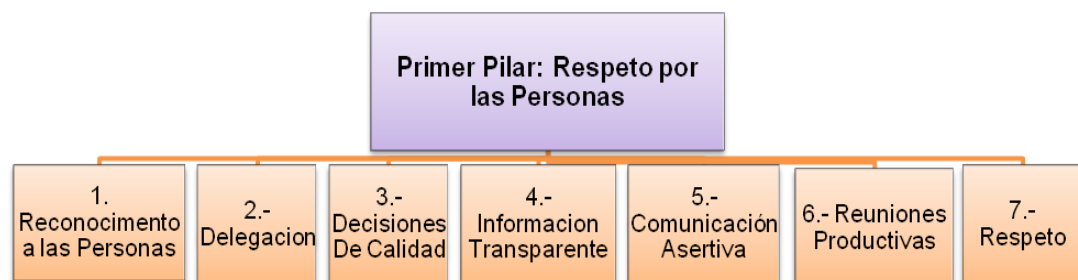 Primer Pilar: Respeto por
las Personas
1.
Reconocimento
a las Personas
2.-
Delegacion
3.-
Decisiones
De Calidad
4.-
Informacion
Transparente
5.-
Comunicación
Asertiva
6.- Reuniones
Productivas
7.-
Respeto